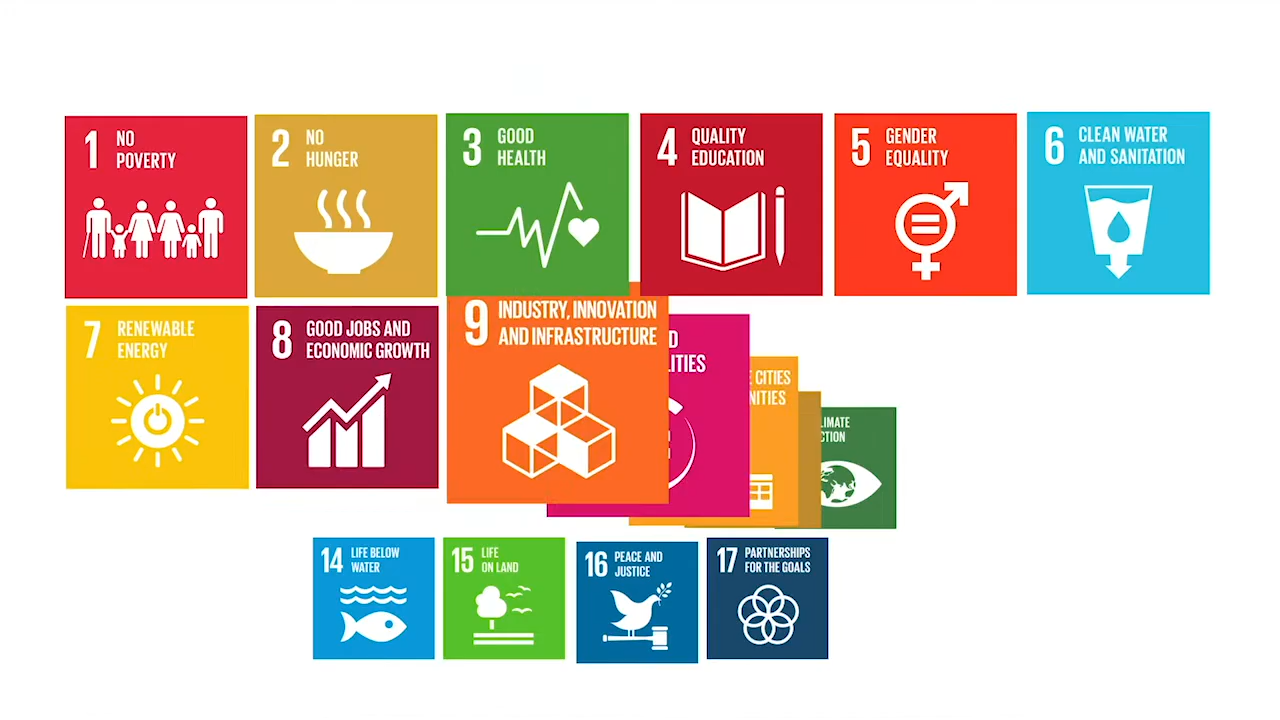 1 NO
POVERTY
2 NO
HUNGER
3 GOOD
HEALTH
4 QUALITY
EDUCATION
5 GENDER
EQUALITY
6 CLEAN WATER
AND SANITATION
7 RENEWABLE
ENERGY
8 GOOD JOBS AND
ECONOMIC GROWTH
9 INDUSTRY, INNOVATION
AND INFRASTRUCTURE
CITIES
14 LIFE BELOW
WATER
15 LIFE
ON LAND
16 PEACE AND
JUSTICE
17 PARTNERSHIPS
FOR THE GOALS